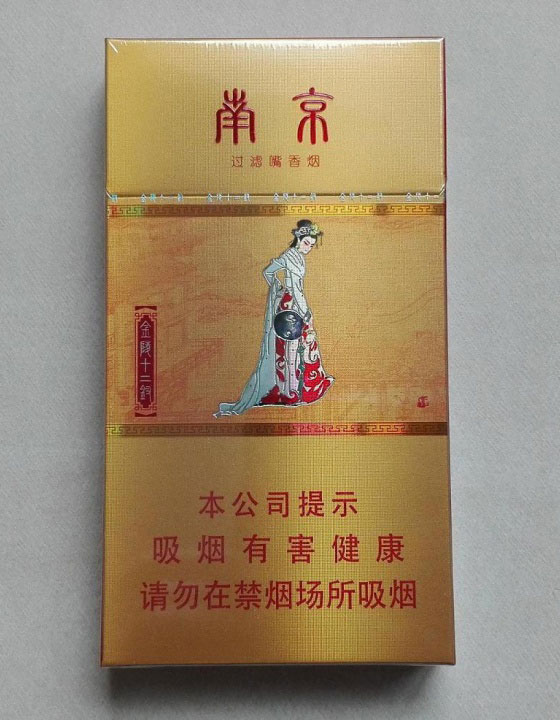 南京
过滤嘴香烟
金陵十二钗
本公司提示
吸烟有害健康
请勿在禁烟场所吸烟